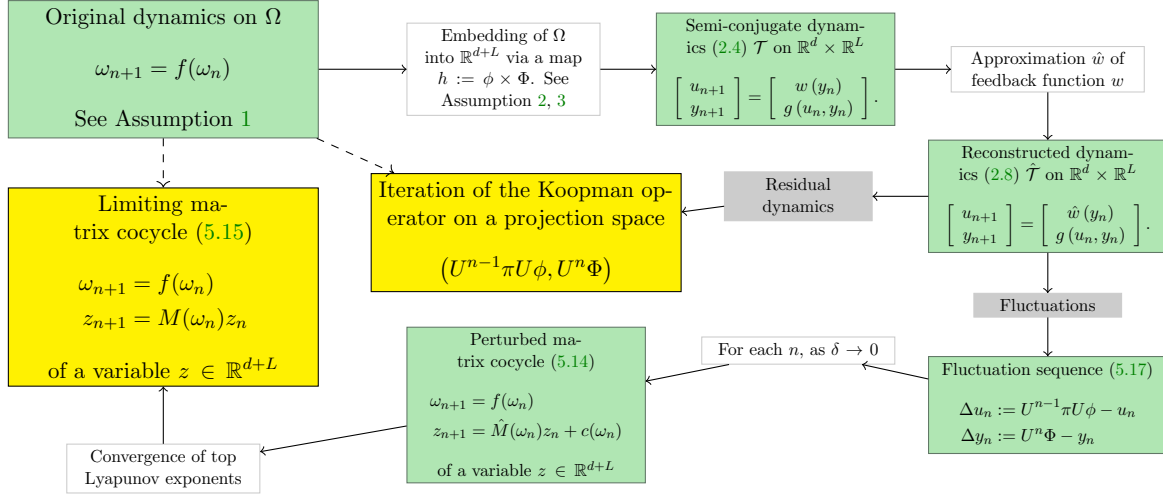 Original dynamics on Ω
ω_{n+1} = f(ω_n)
See Assumption 1
Embedding of Ω
into ℝ^{d+L} via a map
h := ϕ × Φ. See
Assumption 2, 3
Semi-conjugate dynam-
ics (2.4) 𝒯 on ℝ^d × ℝ^L
[ u_{n+1} ] = [ w (y_n) ]
[ y_{n+1} ] [ g (u_n, y_n) ] .
Approximation ŵ of
feedback function w
Reconstructed dynam-
ics (2.8) 𝒯̂ on ℝ^d × ℝ^L
[ u_{n+1} ] = [ ŵ (y_n) ]
[ y_{n+1} ] [ g (u_n, y_n) ] .
Residual
dynamics
Iteration of the Koopman op-
erator on a projection space
(U^{n−1}πUϕ, U^nΦ)
Limiting ma-
trix cocycle (5.15)
ω_{n+1} = f(ω_n)
z_{n+1} = M(ω_n)z_n
of a variable z ∈ ℝ^{d+L}
Fluctuations
Fluctuation sequence (5.17)
Δu_n := U^{n−1}πUϕ − u_n
Δy_n := U^nΦ − y_n
For each n, as δ → 0
Perturbed ma-
trix cocycle (5.14)
ω_{n+1} = f(ω_n)
z_{n+1} = M̂(ω_n)z_n + c(ω_n)
of a variable z ∈ ℝ^{d+L}
Convergence of top
Lyapunov exponents